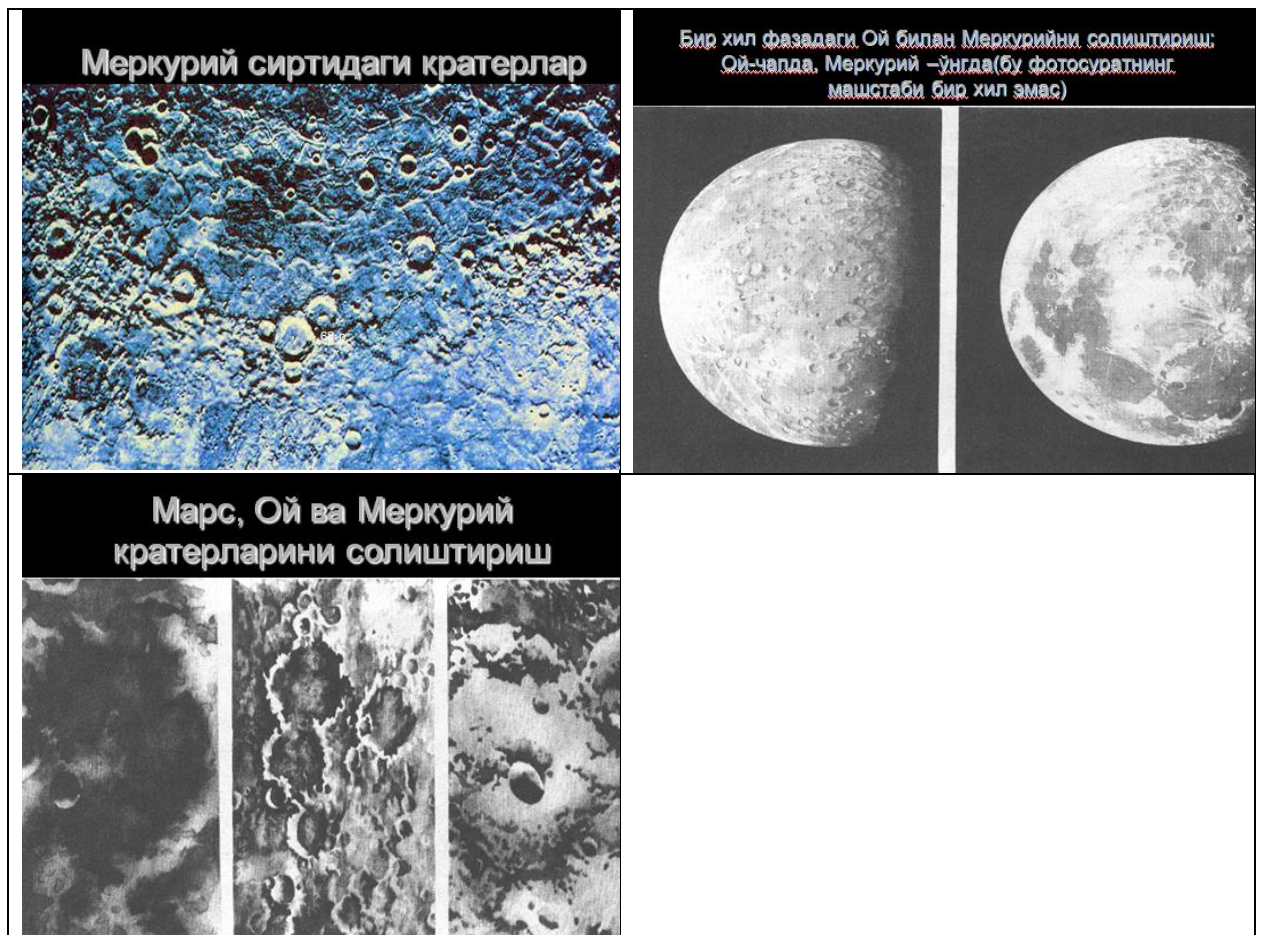 Меркурий сиртидаги кратерлар
Бир хил фазадаги Ой билан Меркурийни солиштириш;
Ой-чапда, Меркурий –ўнгда(бу фотосуратнинг
машстаби бир хил эмас)
Марс, Ой ва Меркурий
кратерларини солиштириш